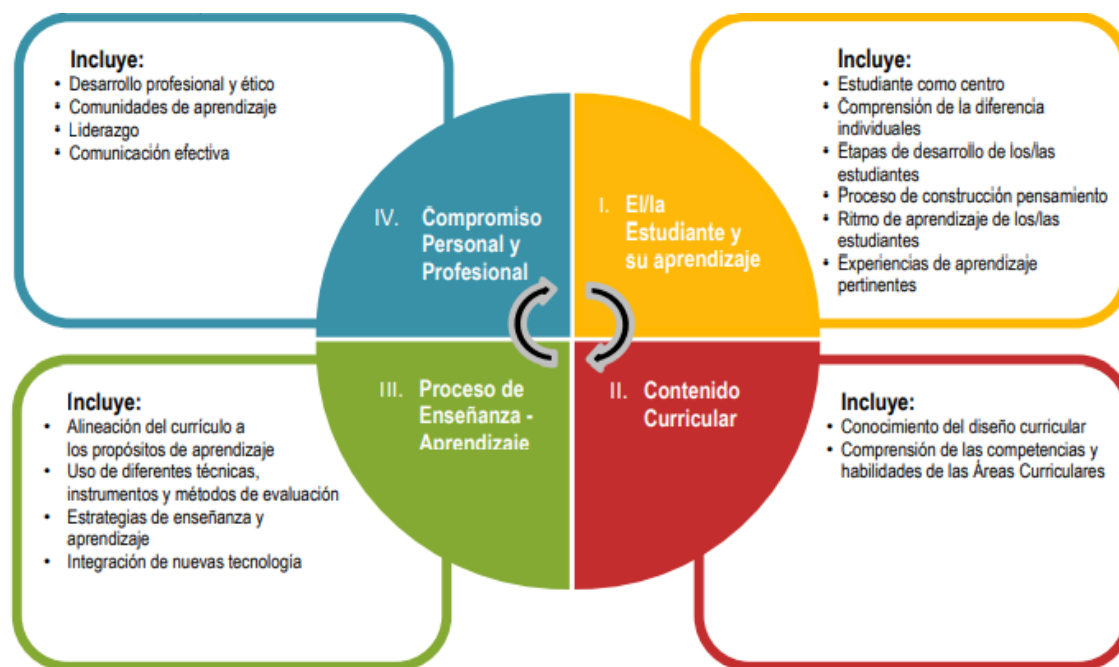 Incluye:
• Desarrollo profesional y ético
• Comunidades de aprendizaje
• Liderazgo
• Comunicación efectiva
Incluye:
• Estudiante como centro
• Comprensión de la diferencia
individuales
• Etapas de desarrollo de los/las
estudiantes
• Proceso de construcción pensamiento
• Ritmo de aprendizaje de los/las
estudiantes
• Experiencias de aprendizaje
pertinentes
IV. Compromiso
Personal y
Profesional
I. El/la
Estudiante y
su aprendizaje
III. Proceso de
Enseñanza -
Aprendizaje
II. Contenido
Curricular
Incluye:
• Alineación del currículo a
los propósitos de aprendizaje
• Uso de diferentes técnicas,
instrumentos y métodos de evaluación
• Estrategias de enseñanza y
aprendizaje
• Integración de nuevas tecnología
Incluye:
• Conocimiento del diseño curricular
• Comprensión de las competencias y
habilidades de las Áreas Curriculares